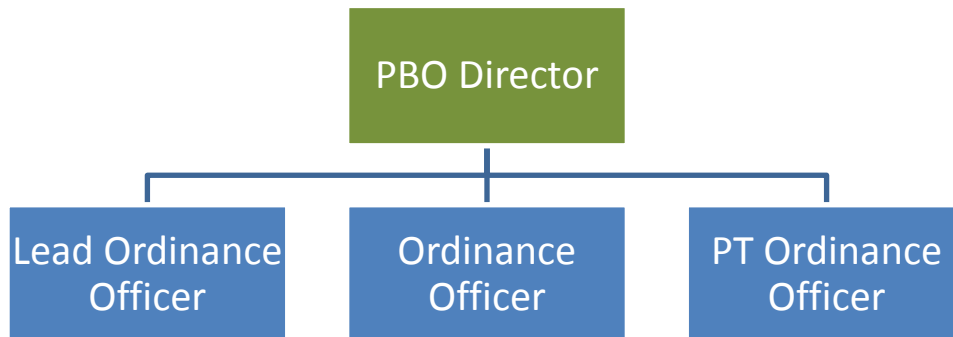 PBO Director
Lead Ordinance
Officer
Ordinance
Officer
PT Ordinance
Officer